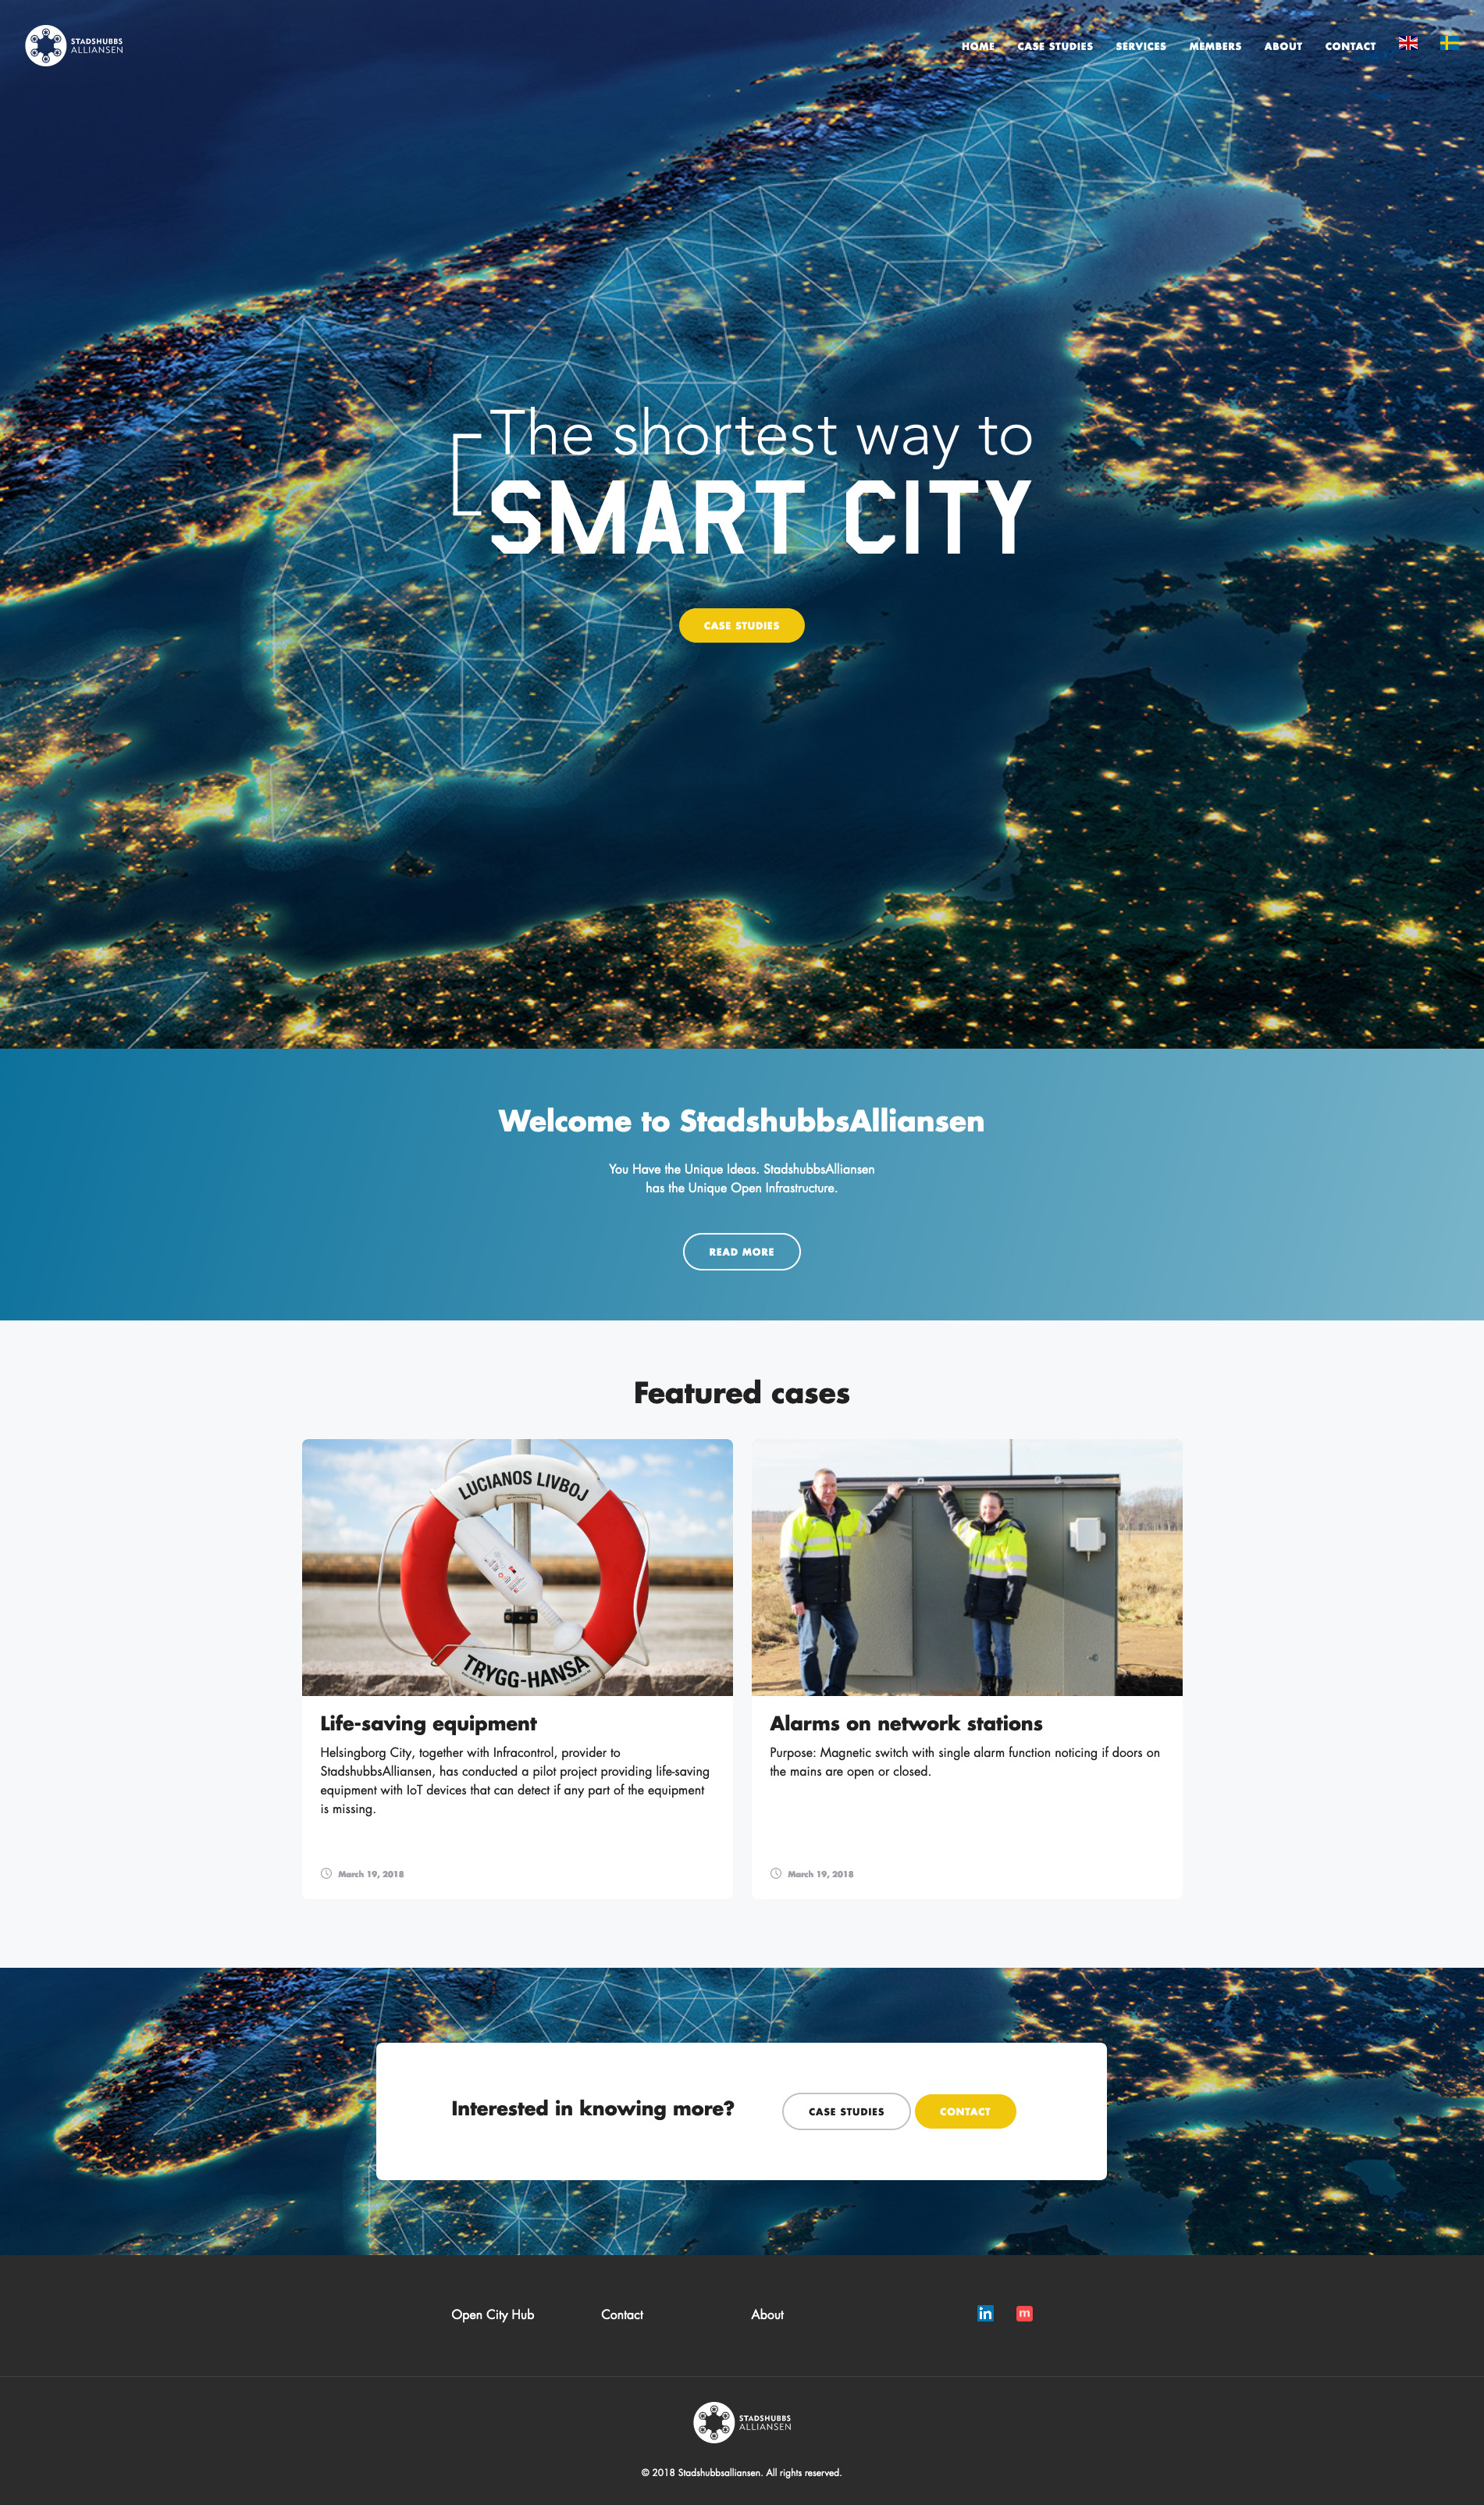 STADSHUBBS
ALLIANSEN
HOME CASE STUDIES SERVICES MEMBERS ABOUT CONTACT
The shortest way to
SMART CITY
CASE STUDIES
Welcome to StadshubbsAlliansen
You Have the Unique Ideas. StadshubbsAlliansen
has the Unique Open Infrastructure.
READ MORE
Featured cases
LUCIANOS LIVBOJ
TRYGG-HANSA
Life-saving equipment
Helsingborg City, together with Infracontrol, provider to
StadshubbsAlliansen, has conducted a pilot project providing life-saving
equipment with IoT devices that can detect if any part of the equipment
is missing.
March 19, 2018
Alarms on network stations
Purpose: Magnetic switch with single alarm function noticing if doors on
the mains are open or closed.
March 19, 2018
Interested in knowing more?
CASE STUDIES
CONTACT
Open City Hub
Contact
About
in
m
STADSHUBBS
ALLIANSEN
© 2018 Stadshubbsalliansen. All rights reserved.